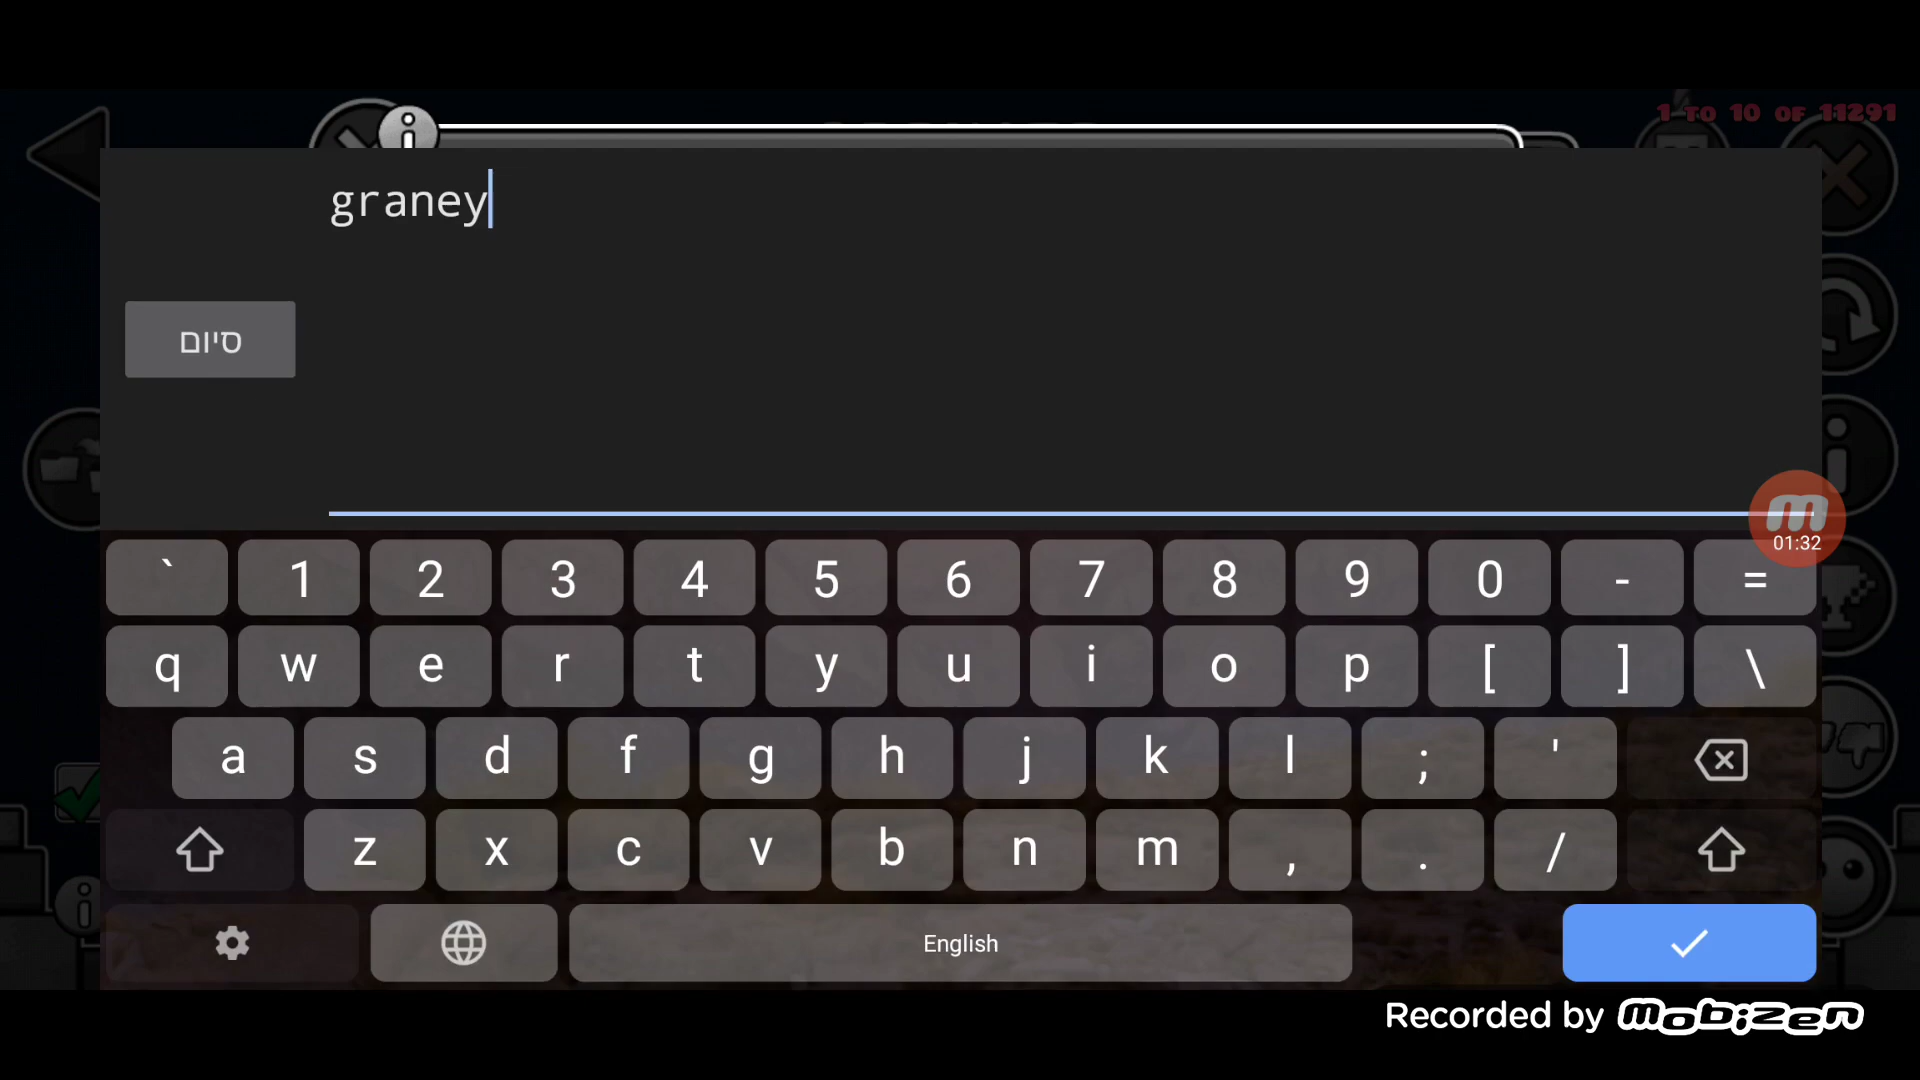 1 TO 10 OF 11291
graney
סיום
01:32
` 1 2 3 4 5 6 7 8 9 0 - =
q w e r t y u i o p [ ] \
a s d f g h j k l ; '
z x c v b n m , . /
English
Recorded by mobizen